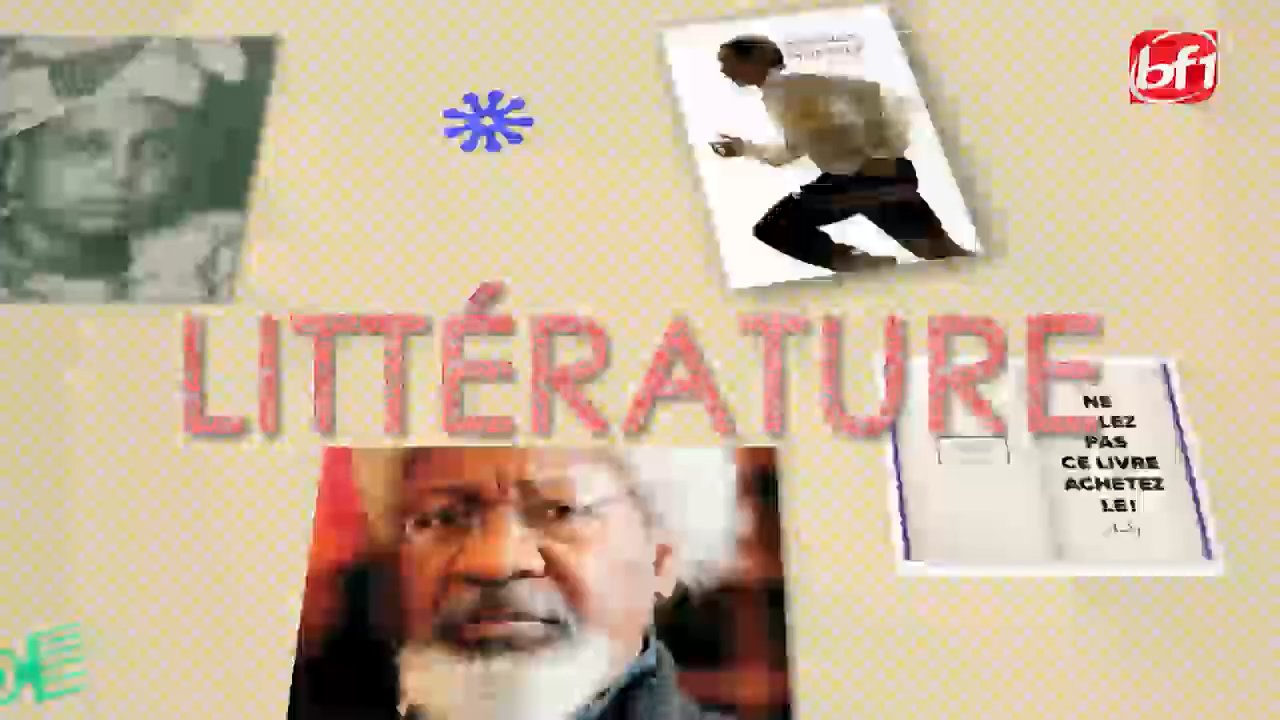 bf1
LITTÉRATURE
NE
LEZ
PAS
CE LIVRE
ACHETEZ
LE!